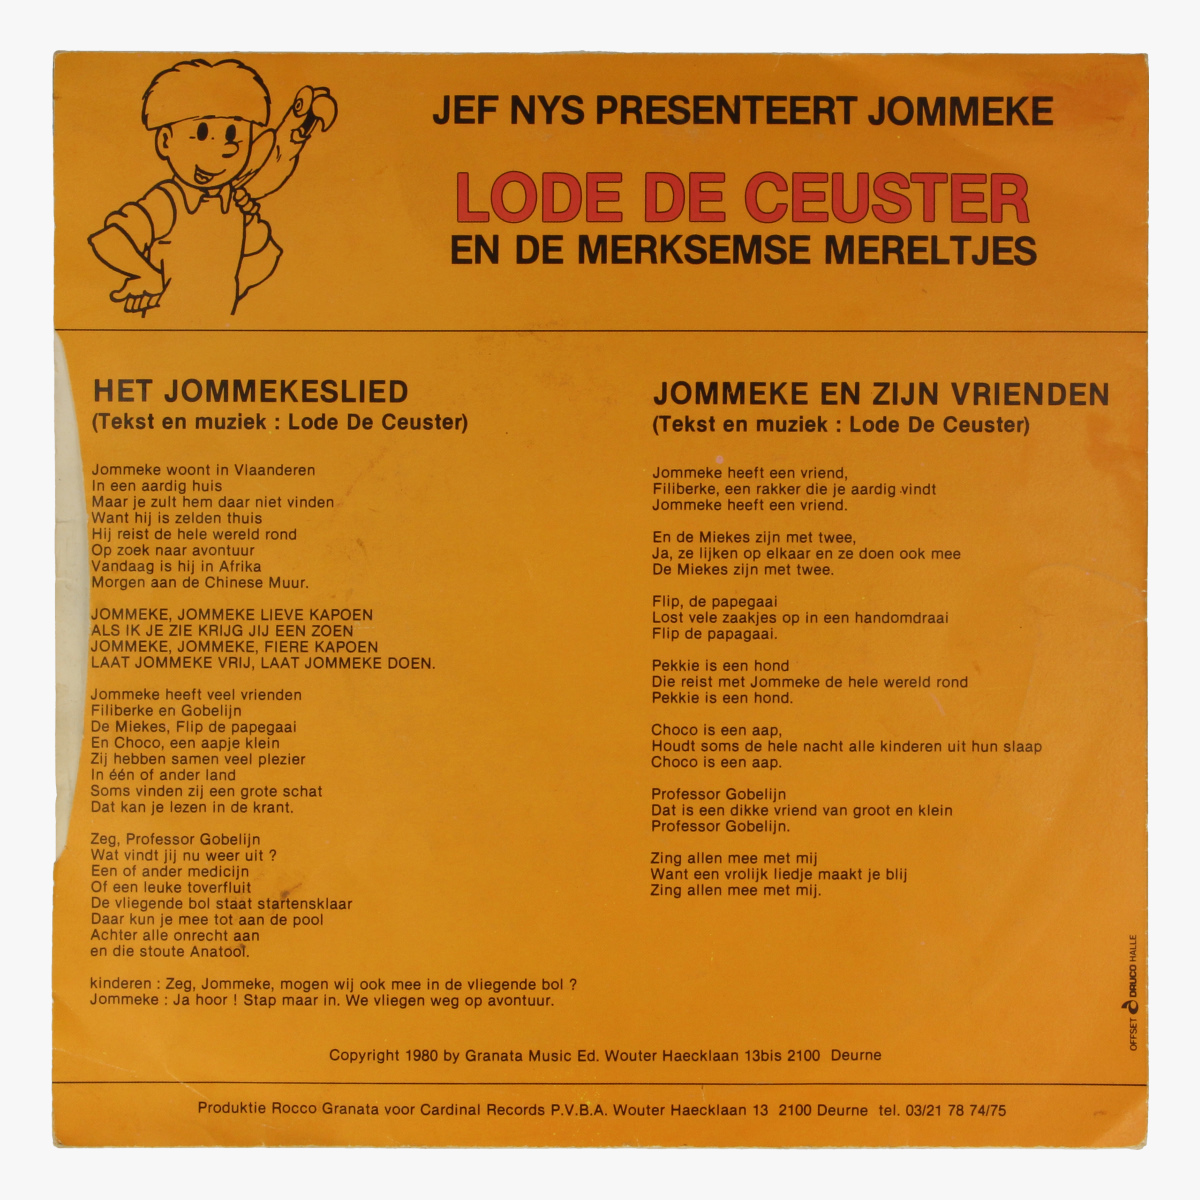 JEF NYS PRESENTEERT JOMMEKE
LODE DE CEUSTER
EN DE MERKSEMSE MERELTJES
HET JOMMEKESLIED
(Tekst en muziek : Lode De Ceuster)
Jommeke woont in Vlaanderen
In een aardig huis
Maar je zult hem daar niet vinden
Want hij is zelden thuis
Hij reist de hele wereld rond
Op zoek naar avontuur
Vandaag is hij in Afrika
Morgen aan de Chinese Muur.
JOMMEKE, JOMMEKE LIEVE KAPOEN
ALS IK JE ZIE KRIJG JIJ EEN ZOEN
JOMMEKE, JOMMEKE, FIERE KAPOEN
LAAT JOMMEKE VRIJ, LAAT JOMMEKE DOEN.
Jommeke heeft veel vrienden
Filiberke en Gobelijn
De Miekes, Flip de papegaai
En Choco, een aapje klein
Zij hebben samen veel plezier
In één of ander land
Soms vinden zij een grote schat
Dat kan je lezen in de krant.
Zeg, Professor Gobelijn
Wat vindt jij nu weer uit ?
Een of ander medicijn
Of een leuke toverfluit
De vliegende bol staat startensklaar
Daar kun je mee tot aan de pool
Achter alle onrecht aan
en die stoute Anatool.
kinderen : Zeg, Jommeke, mogen wij ook mee in de vliegende bol ?
Jommeke : Ja hoor ! Stap maar in. We vliegen weg op avontuur.
JOMMEKE EN ZIJN VRIENDEN
(Tekst en muziek : Lode De Ceuster)
Jommeke heeft een vriend,
Filiberke, een rakker die je aardig vindt
Jommeke heeft een vriend.
En de Miekes zijn met twee,
Ja, ze lijken op elkaar en ze doen ook mee
De Miekes zijn met twee.
Flip, de papegaai
Lost vele zaakjes op in een handomdraai
Flip de papagaai.
Pekkie is een hond
Die reist met Jommeke de hele wereld rond
Pekkie is een hond.
Choco is een aap,
Houdt soms de hele nacht alle kinderen uit hun slaap
Choco is een aap.
Professor Gobelijn
Dat is een dikke vriend van groot en klein
Professor Gobelijn.
Zing allen mee met mij
Want een vrolijk liedje maakt je blij
Zing allen mee met mij.
OFFSET DRUCO HALLE
Copyright 1980 by Granata Music Ed. Wouter Haecklaan 13bis 2100 Deurne
Produktie Rocco Granata voor Cardinal Records P.V.B.A. Wouter Haecklaan 13 2100 Deurne tel. 03/21 78 74/75